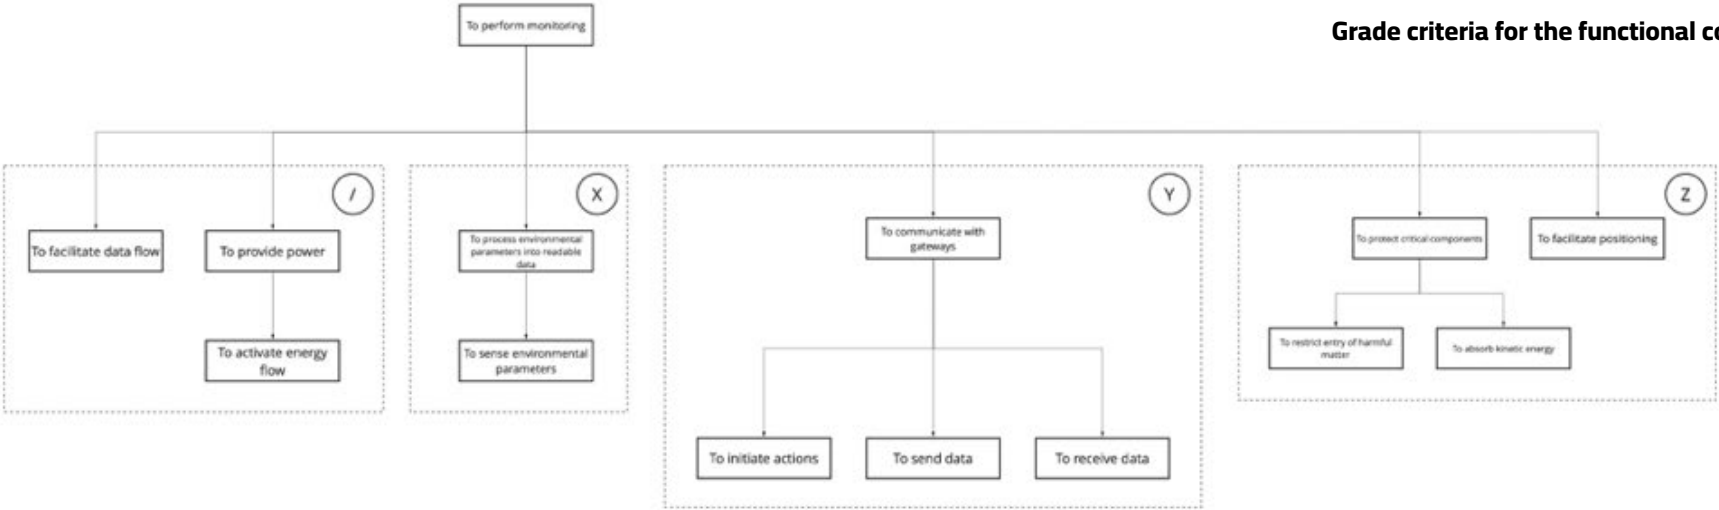 To perform monitoring
Grade criteria for the functional
/
X
Y
Z
To facilitate data flow
To provide power
To process environmental
parameters into readable
data
To communicate with
gateways
To protect critical components
To facilitate positioning
To activate energy
flow
To sense environmental
parameters
To restrict entry of harmful
matter
To absorb kinetic energy
To initiate actions
To send data
To receive data